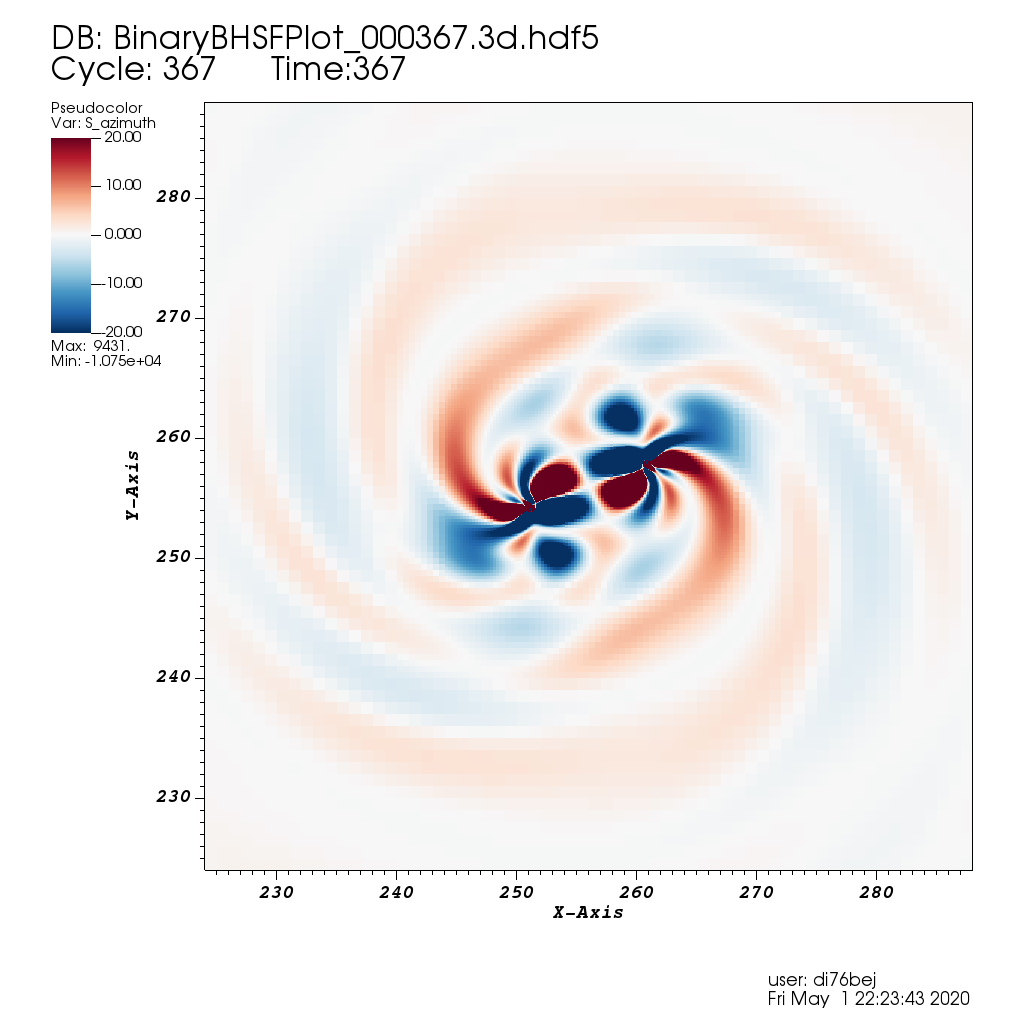 DB: BinaryBHSFPlot_000367.3d.hdf5
Cycle: 367 Time:367
Pseudocolor
Var: S_azimuth
20.00
10.00
0.000
-10.00
-20.00
Max: 9431.
Min: -1.075e+04
Y-Axis
280
270
260
250
240
230
230 240 250 260 270 280
X-Axis
user: di76bej
Fri May 1 22:23:43 2020